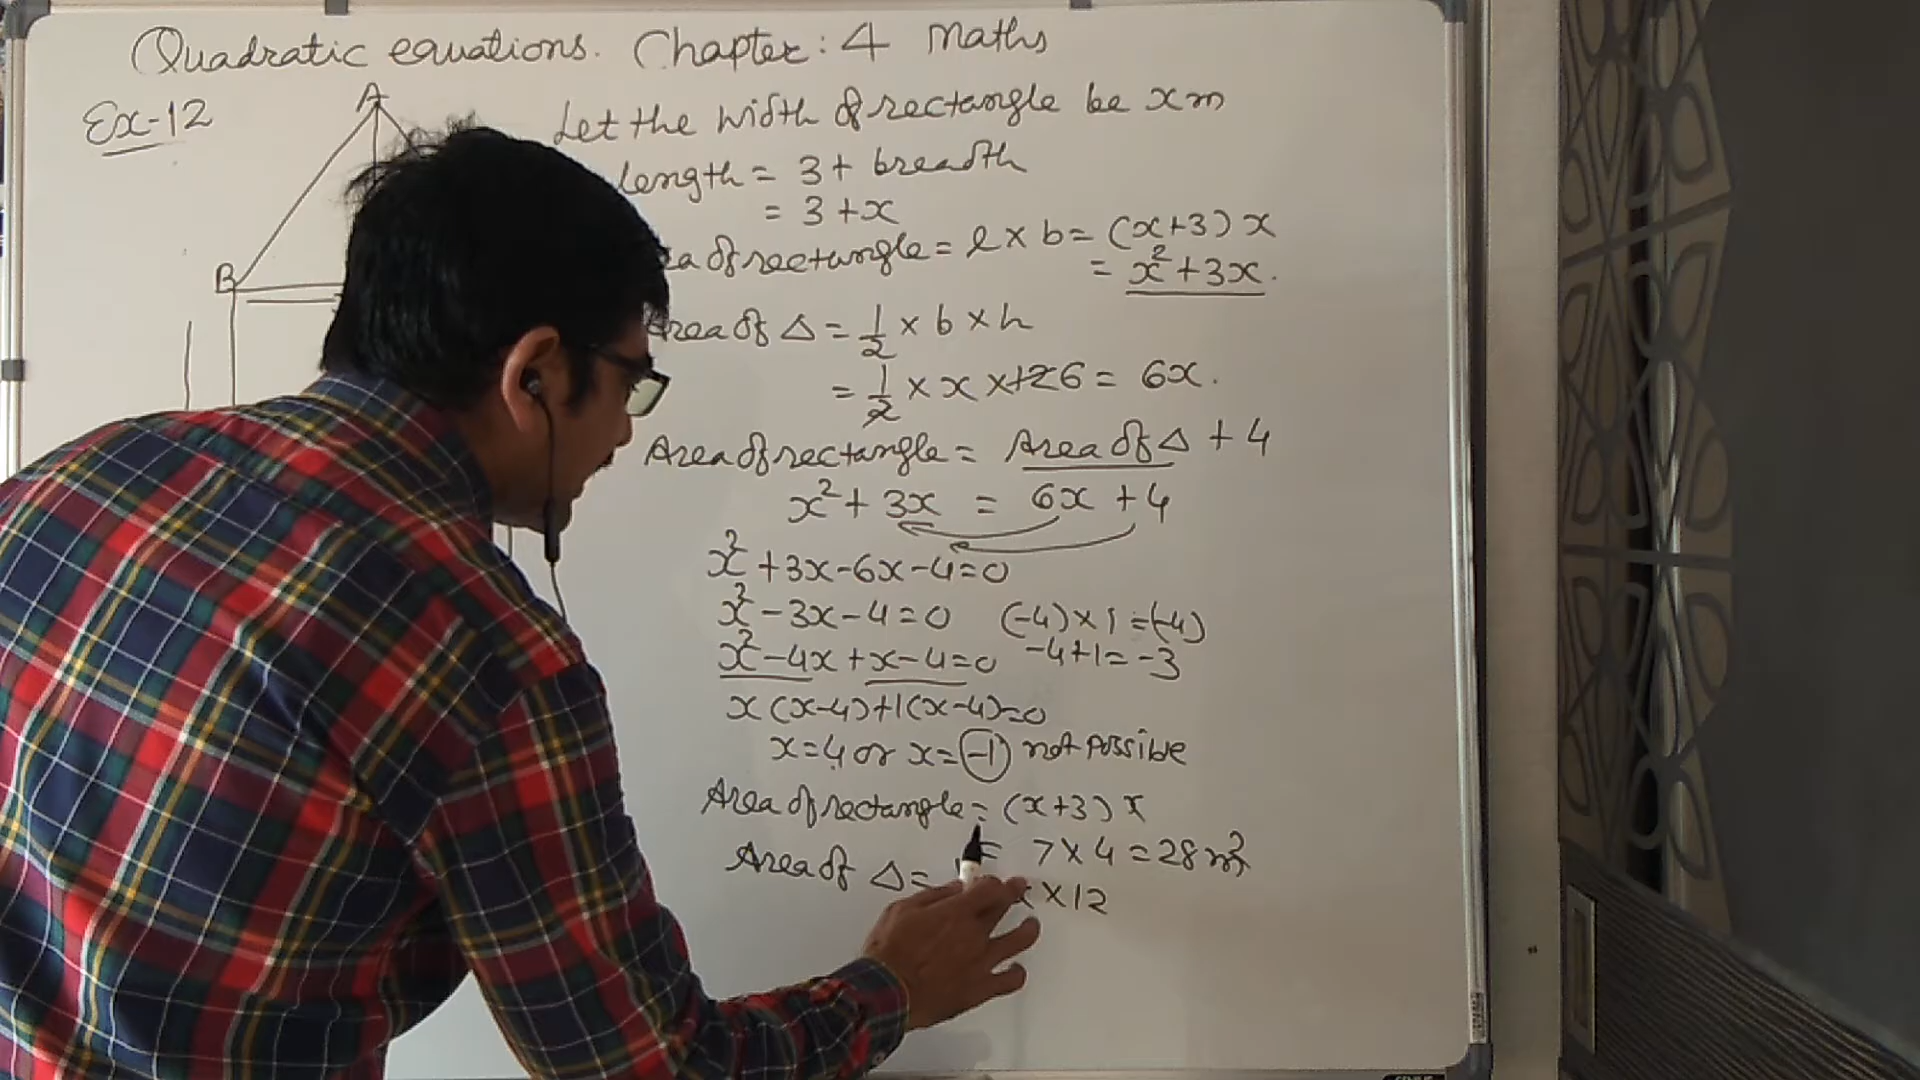 Quadratic equations. Chapter: 4 Maths
Ex-12
A
B
Let the width of rectangle be x m
length = 3 + breadth
= 3 + x
of rectangle = l × b = (x+3) x
= x² + 3x.
Area of Δ = 1/2 × b × h
= 1/2 × x × 12 6 = 6x.
Area of rectangle = Area of Δ + 4
x² + 3x = 6x + 4
x² + 3x - 6x - 4 = 0
x² - 3x - 4 = 0 (-4) × 1 = (-4)
x² - 4x + x - 4 = 0 -4 + 1 = -3
x (x-4) + 1 (x-4) = 0
x = 4 or x = -1 not possible
Area of rectangle = (x+3) x
= 7 × 4 = 28 m²
Area of Δ = × 12